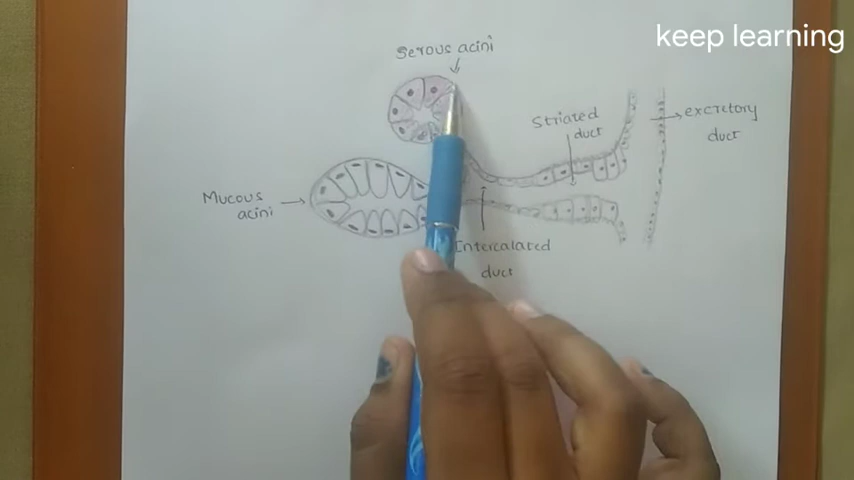 keep learning
Serous acini
Striated
duct
excretory
duct
Mucous
acini
Intercalated
duct